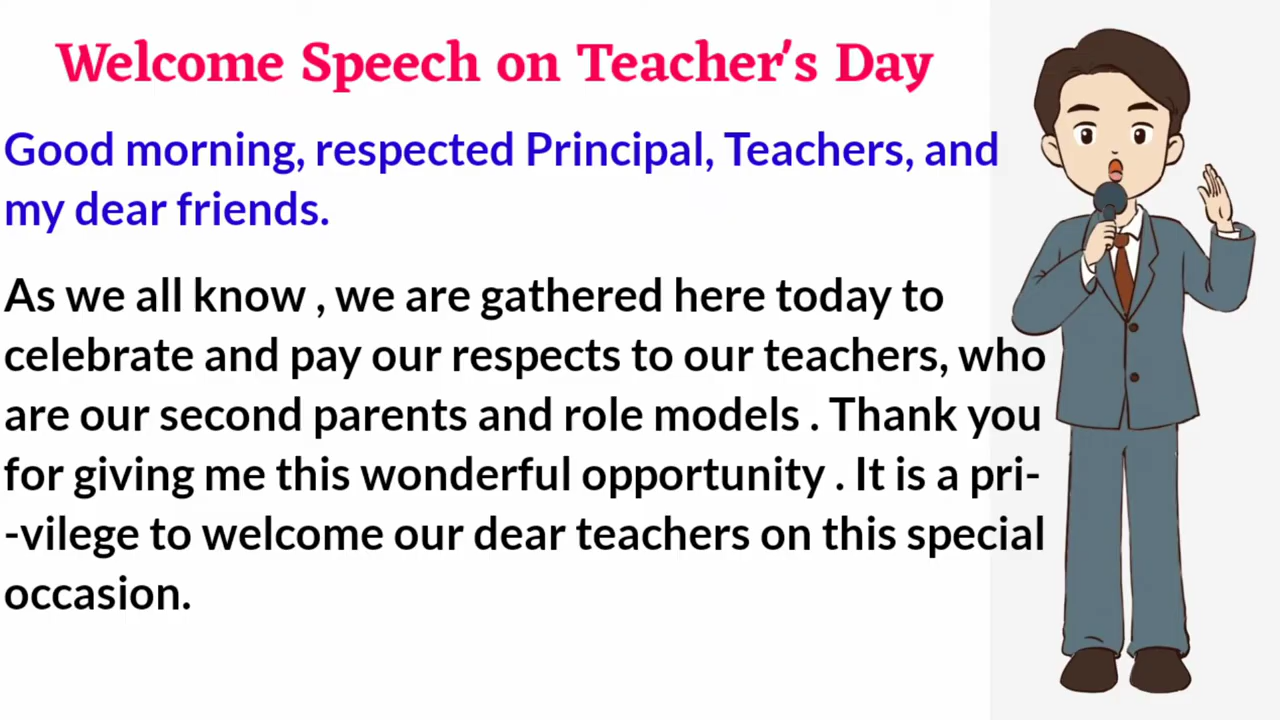 Welcome Speech on Teacher's Day
Good morning, respected Principal, Teachers, and
my dear friends.
As we all know , we are gathered here today to
celebrate and pay our respects to our teachers, who
are our second parents and role models . Thank you
for giving me this wonderful opportunity . It is a pri-
-vilege to welcome our dear teachers on this special
occasion.